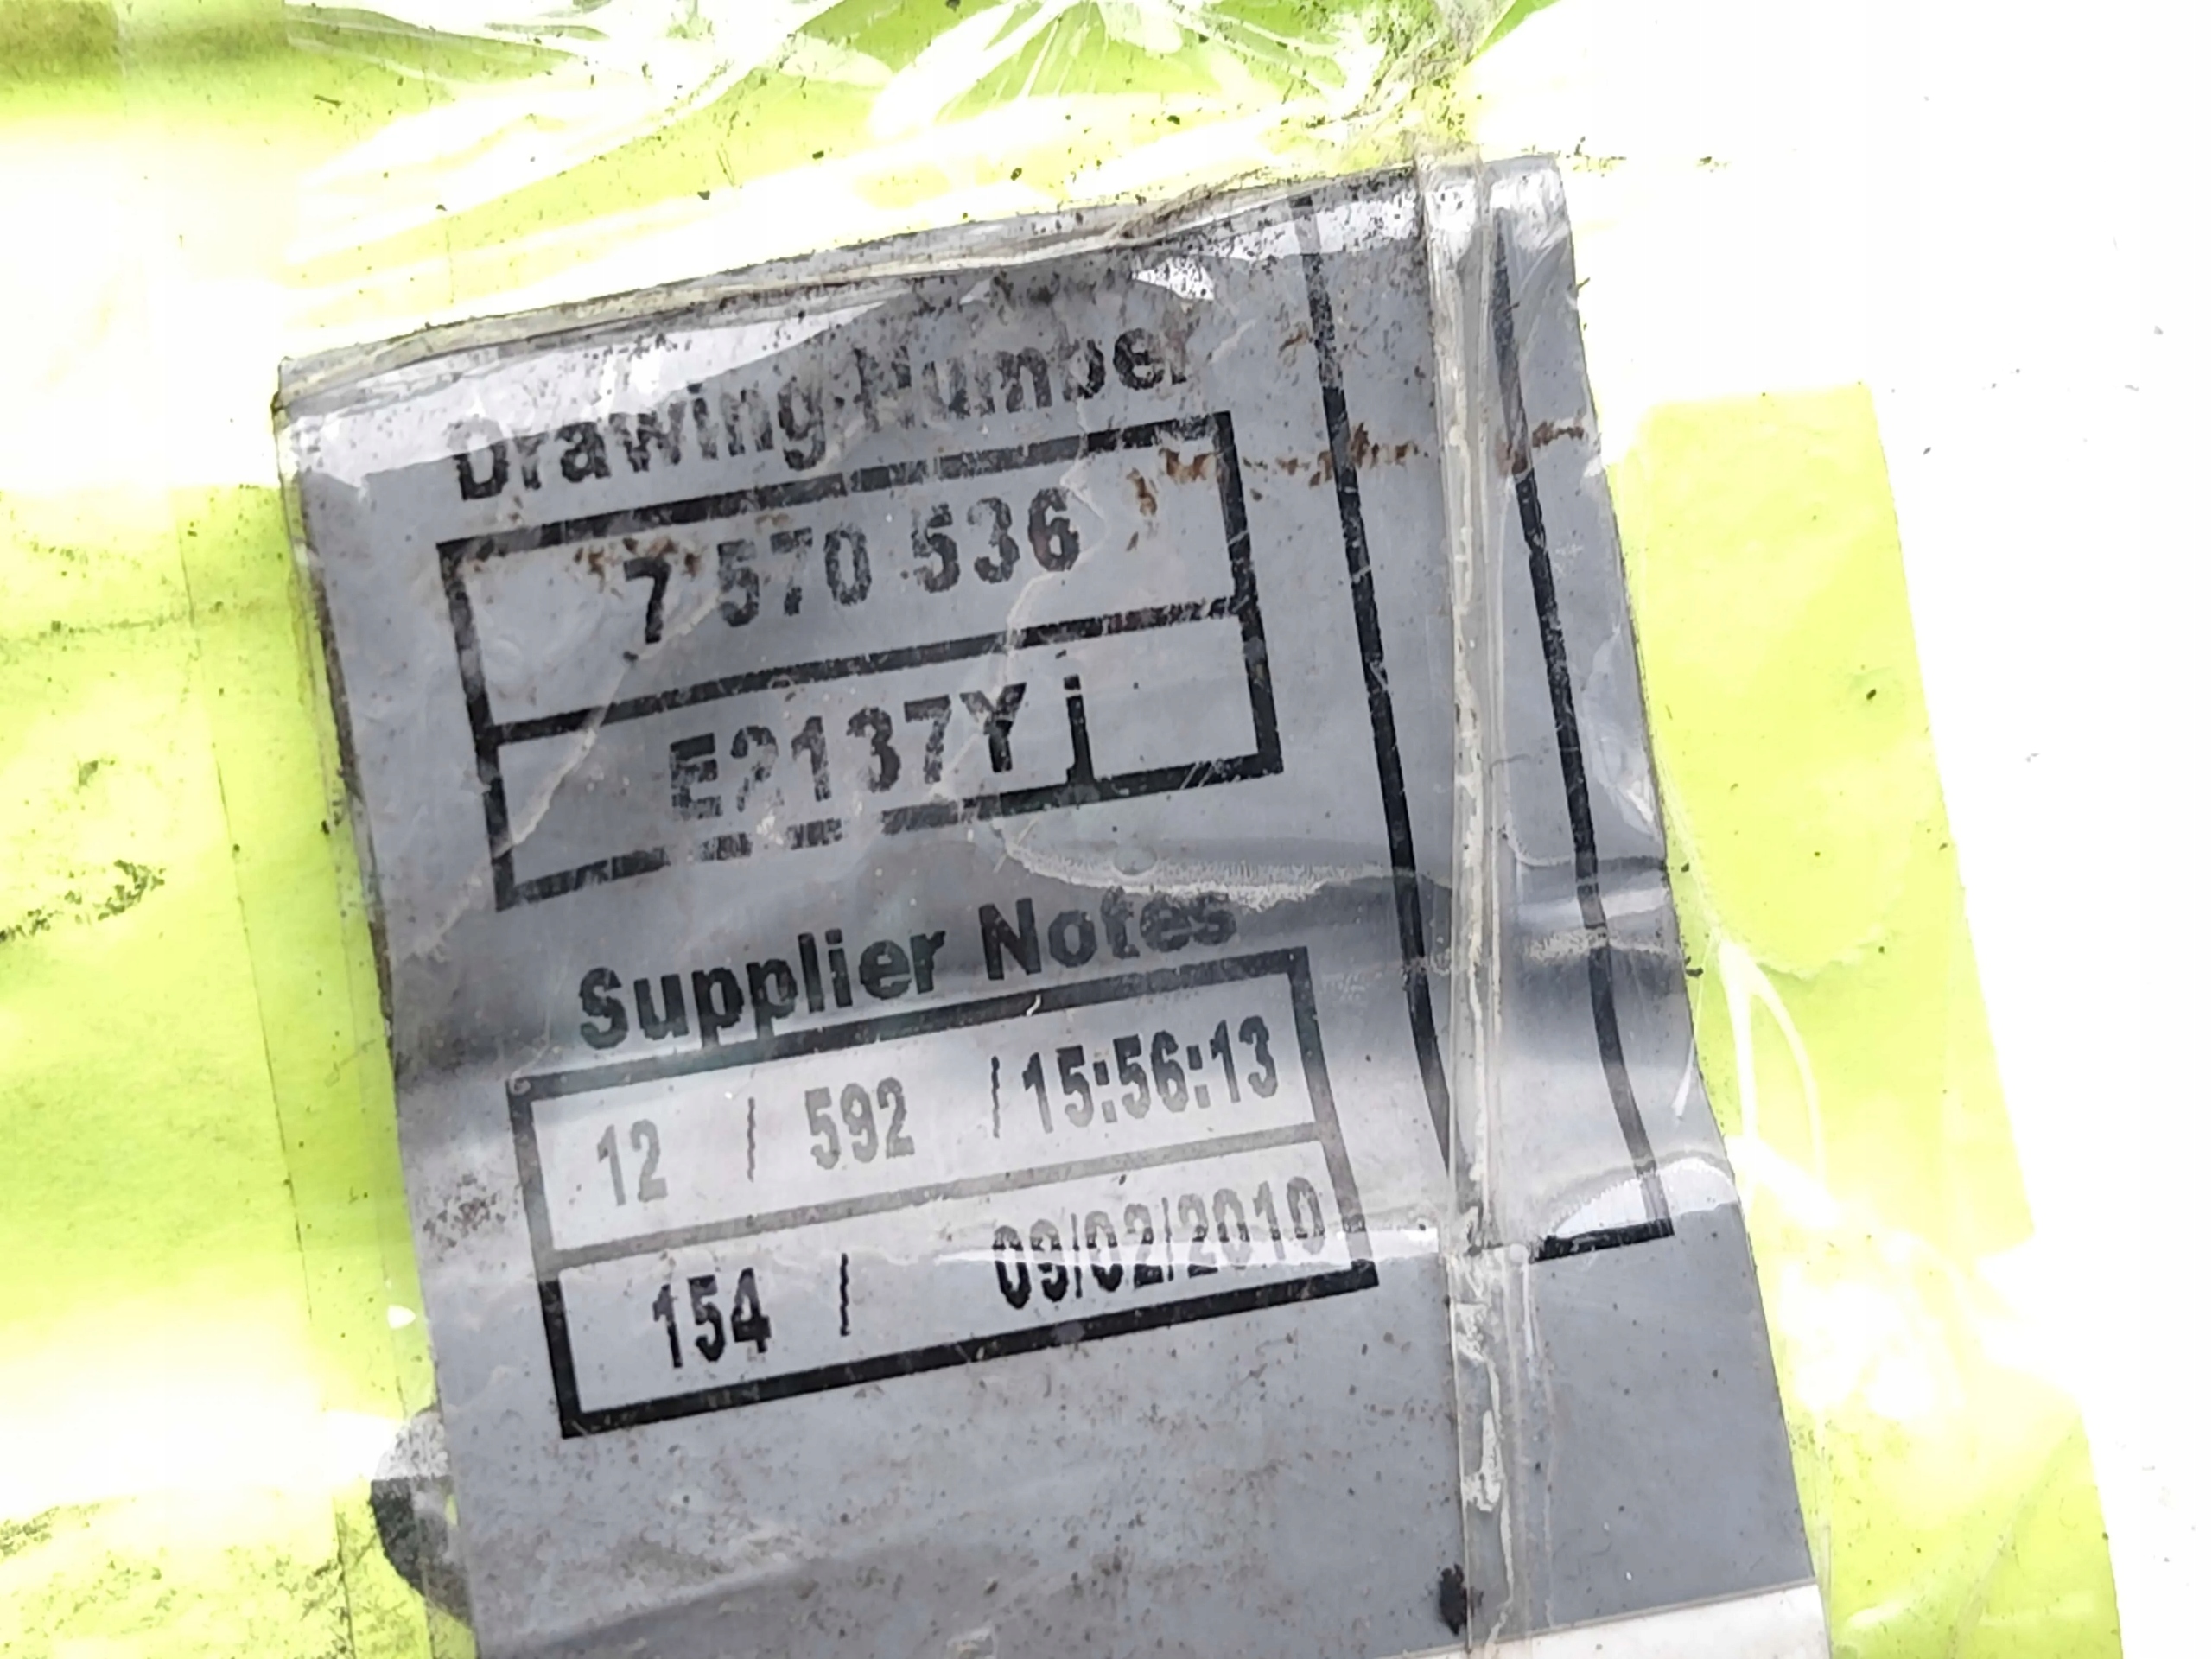 Drawing Number
7 570 536
E2137Y j
Supplier Notes
12 / 592 / 15:56:13
154 / 09/02/2010